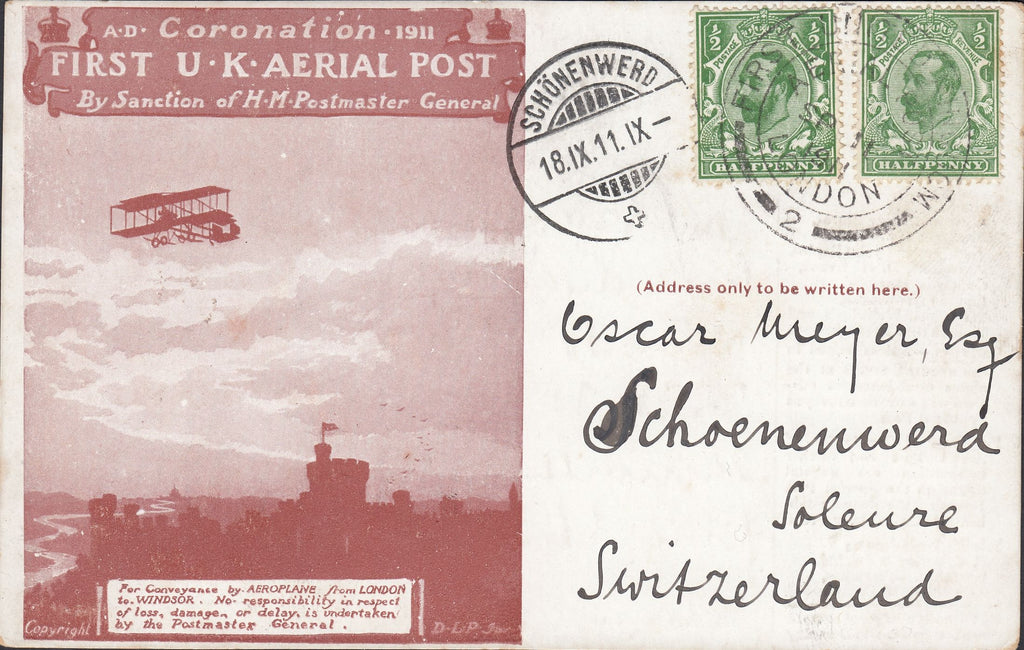 A·D· Coronation · 1911
FIRST U·K·AERIAL POST
By Sanction of H·M·Postmaster General
For Conveyance by AEROPLANE from LONDON
to WINDSOR. No responsibility in respect
of loss, damage, or delay, is undertaken
by the Postmaster General.
Copyright
D-L-P
SCHÖNENWERD
18.IX.11.IX–
½ ½
POSTAGE REVENUE
HALFPENNY
½ ½
POSTAGE REVENUE
HALFPENNY
2
(Address only to be written here.)
Oscar Meyer, Esq
Schoenenwerd
Soleure
Switzerland